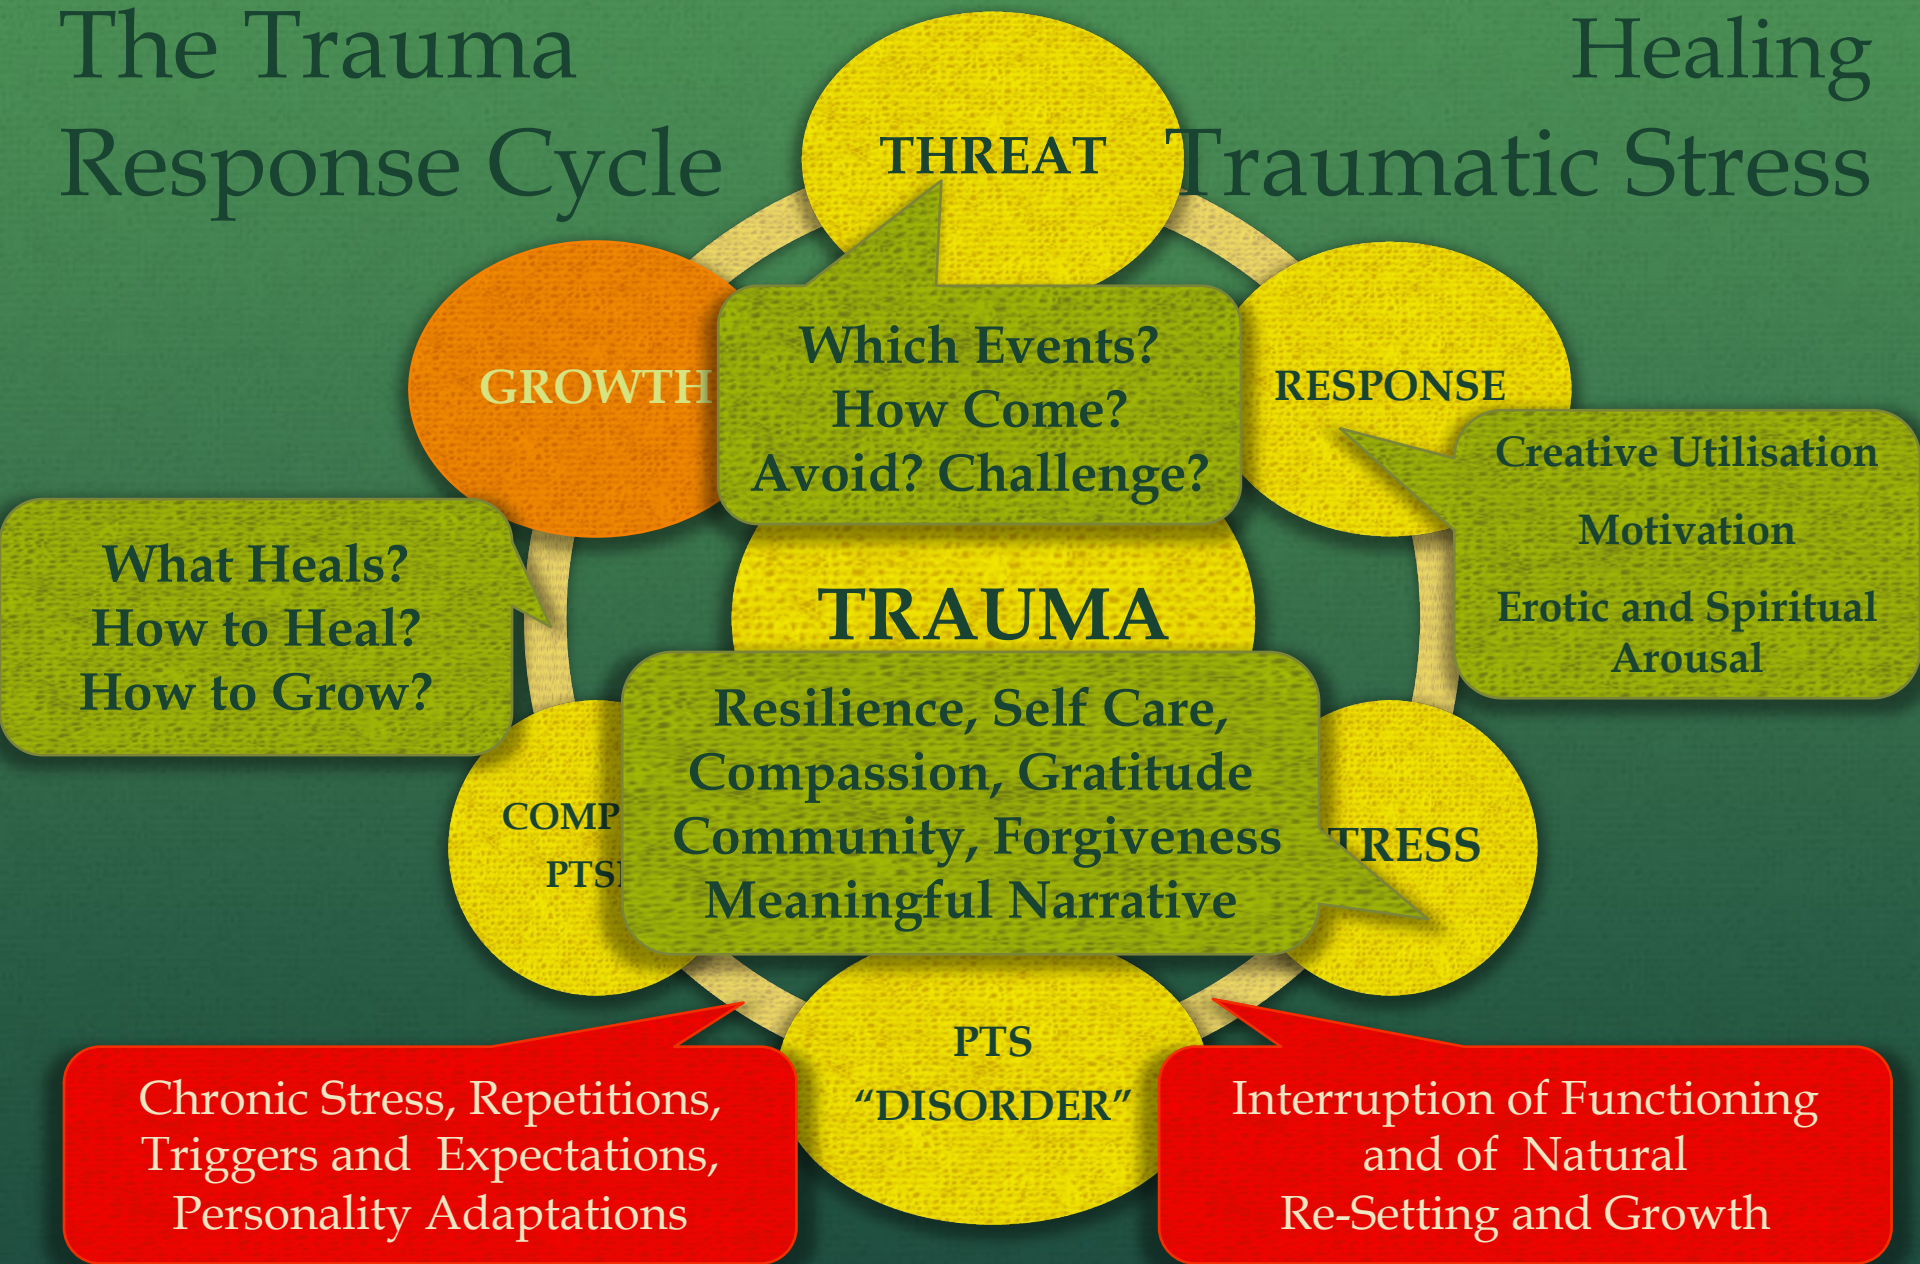 The Trauma
Response Cycle
Healing
Traumatic Stress
THREAT
GROWTH
Which Events?
How Come?
Avoid? Challenge?
RESPONSE
Creative Utilisation
Motivation
Erotic and Spiritual
Arousal
What Heals?
How to Heal?
How to Grow?
TRAUMA
Resilience, Self Care,
Compassion, Gratitude
Community, Forgiveness
Meaningful Narrative
PTS
"DISORDER"
Chronic Stress, Repetitions,
Triggers and Expectations,
Personality Adaptations
Interruption of Functioning
and of Natural
Re-Setting and Growth